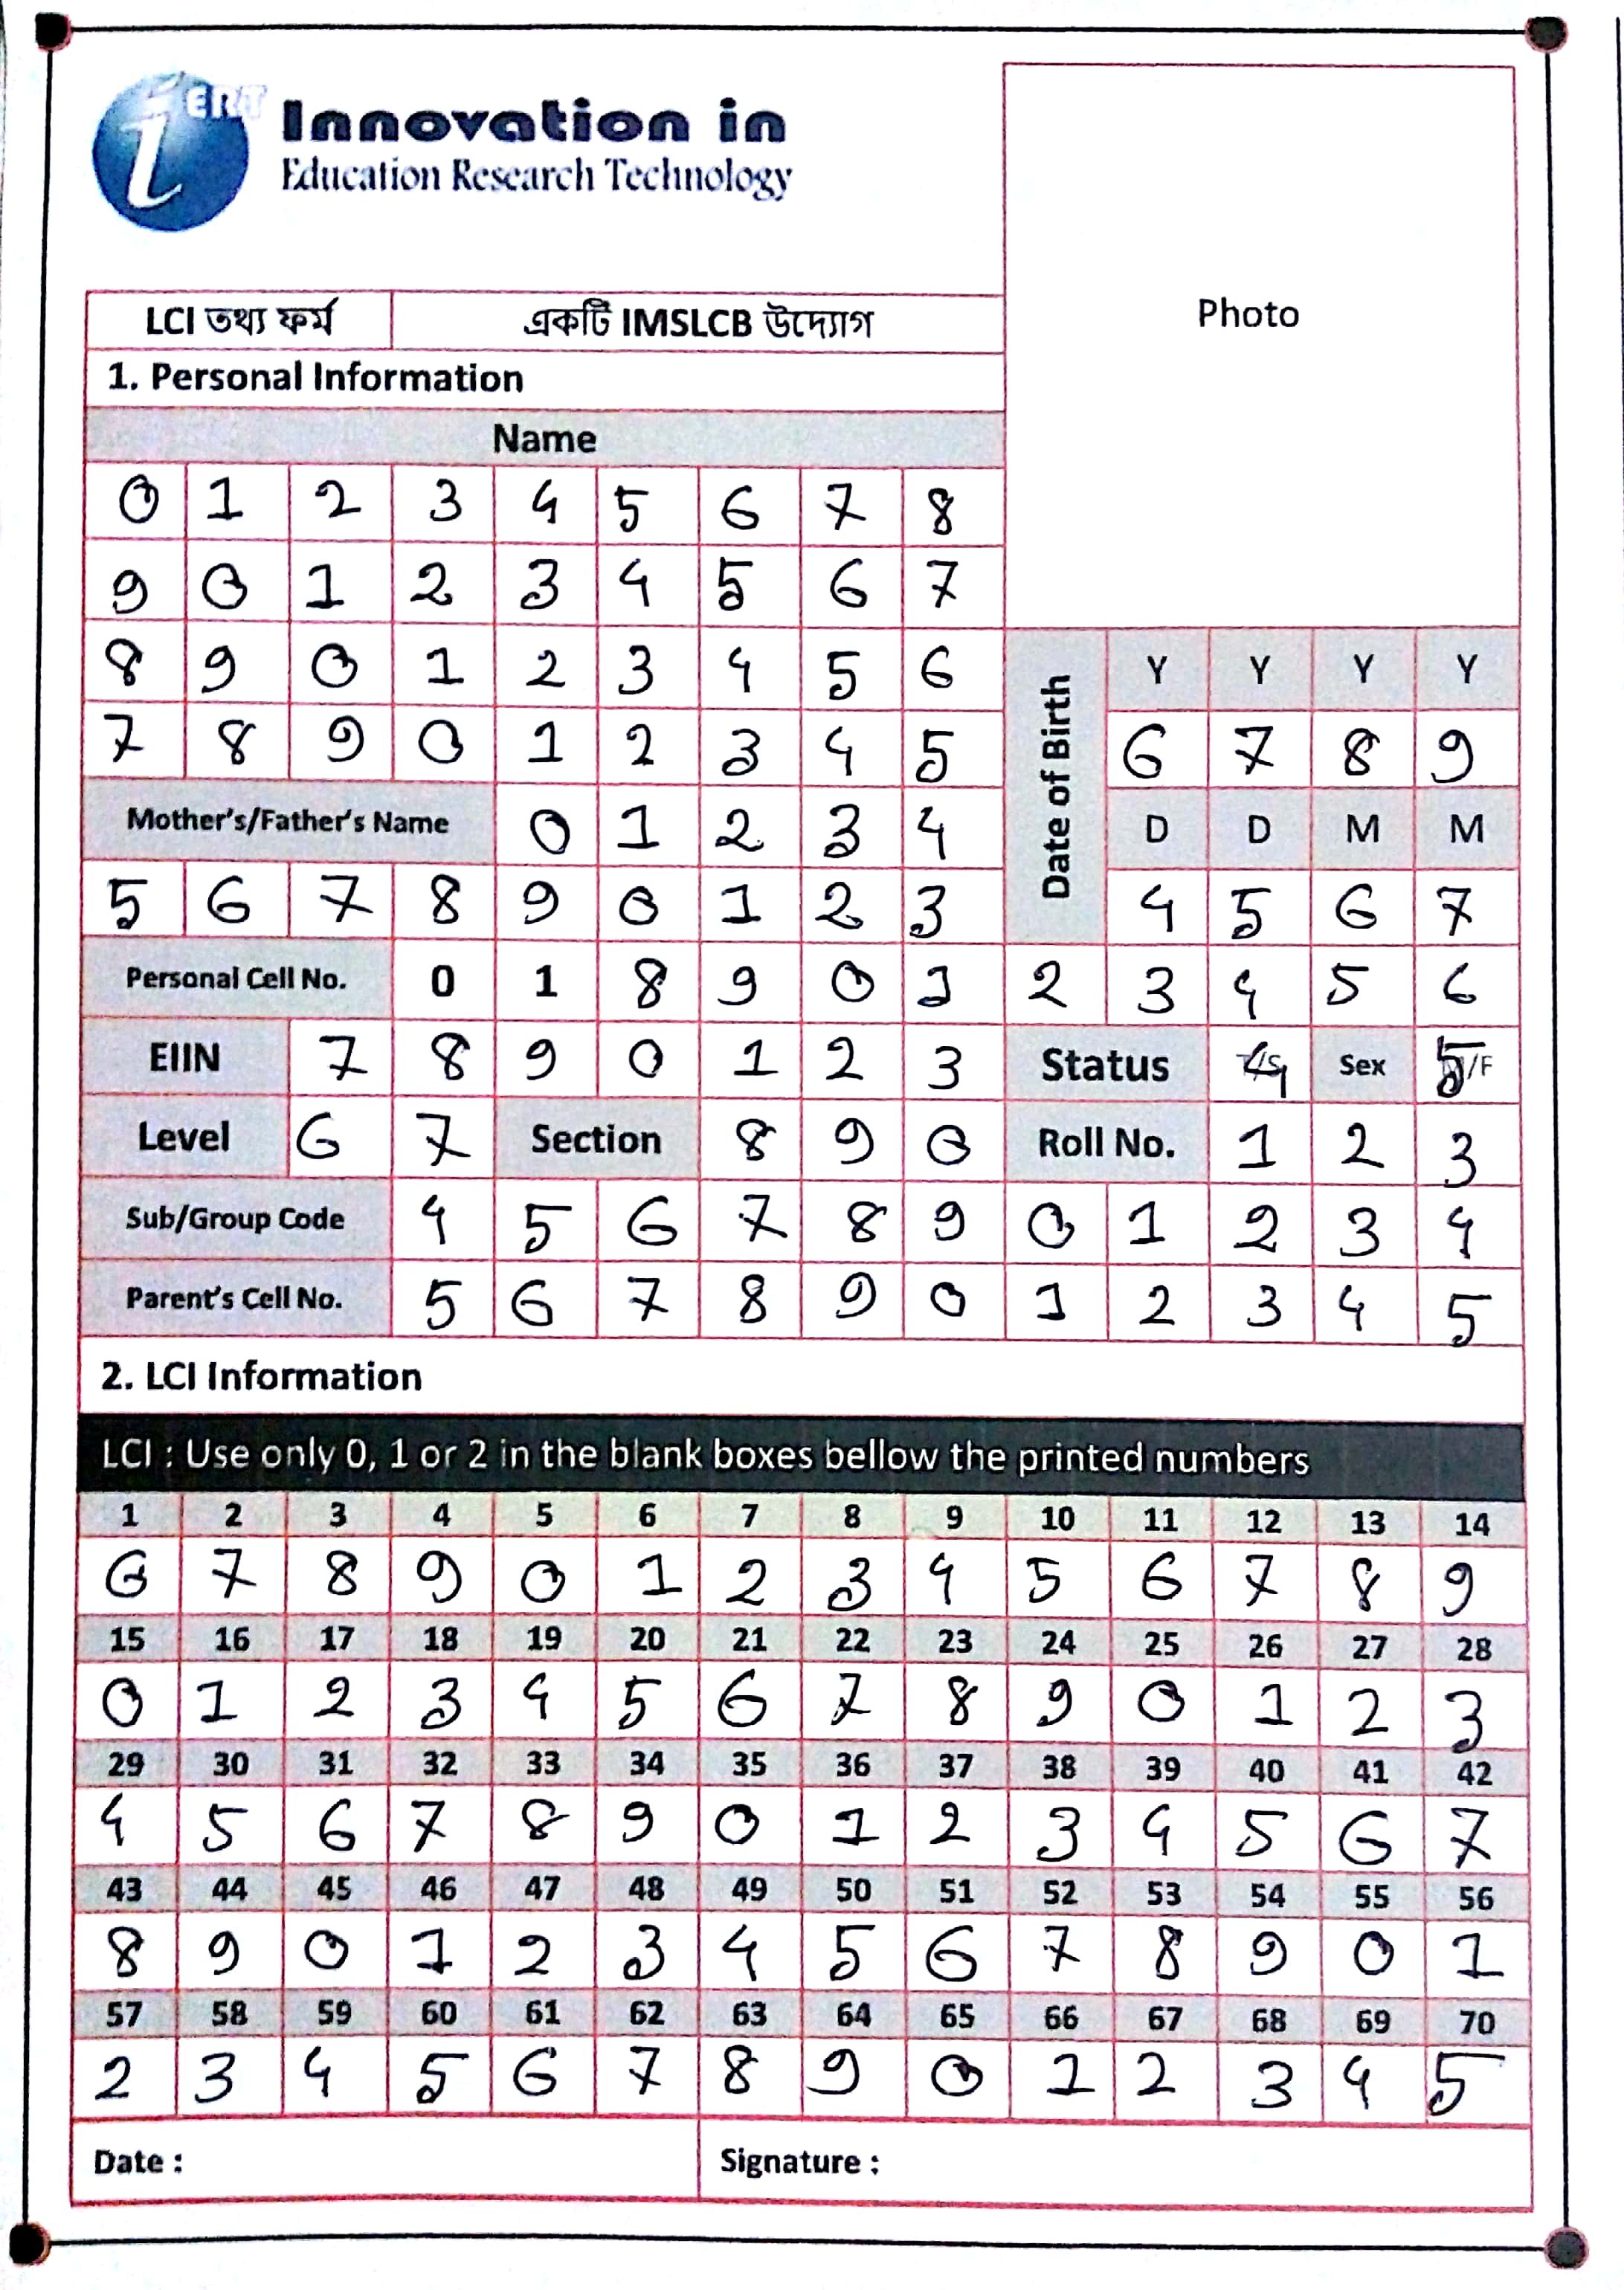 iERT Innovation in
Education Research Technology
Photo
LCI তথ্য ফর্ম একটি IMSLCB উদ্যোগ
1. Personal Information
Name
0 1 2 3 4 5 6 7 8
9 0 1 2 3 4 5 6 7
8 9 0 1 2 3 4 5 6
7 8 9 0 1 2 3 4 5
Date of Birth
Y Y Y Y
6 7 8 9
D D M M
4 5 6 7
Mother's/Father's Name 0 1 2 3 4
5 6 7 8 9 0 1 2 3
Personal Cell No. 0 1 8 9 0 1 2 3 4 5 6
EIIN 7 8 9 0 1 2 3 Status 4 Sex 5 /F
Level 6 7 Section 8 9 0 Roll No. 1 2 3
Sub/Group Code 4 5 6 7 8 9 0 1 2 3 4
Parent's Cell No. 5 6 7 8 9 0 1 2 3 4 5
2. LCI Information
LCI : Use only 0, 1 or 2 in the blank boxes bellow the printed numbers
1 2 3 4 5 6 7 8 9 10 11 12 13 14
6 7 8 9 0 1 2 3 4 5 6 7 8 9
15 16 17 18 19 20 21 22 23 24 25 26 27 28
0 1 2 3 4 5 6 7 8 9 0 1 2 3
29 30 31 32 33 34 35 36 37 38 39 40 41 42
4 5 6 7 8 9 0 1 2 3 4 5 6 7
43 44 45 46 47 48 49 50 51 52 53 54 55 56
8 9 0 1 2 3 4 5 6 7 8 9 0 1
57 58 59 60 61 62 63 64 65 66 67 68 69 70
2 3 4 5 6 7 8 9 0 1 2 3 4 5
Date : Signature :